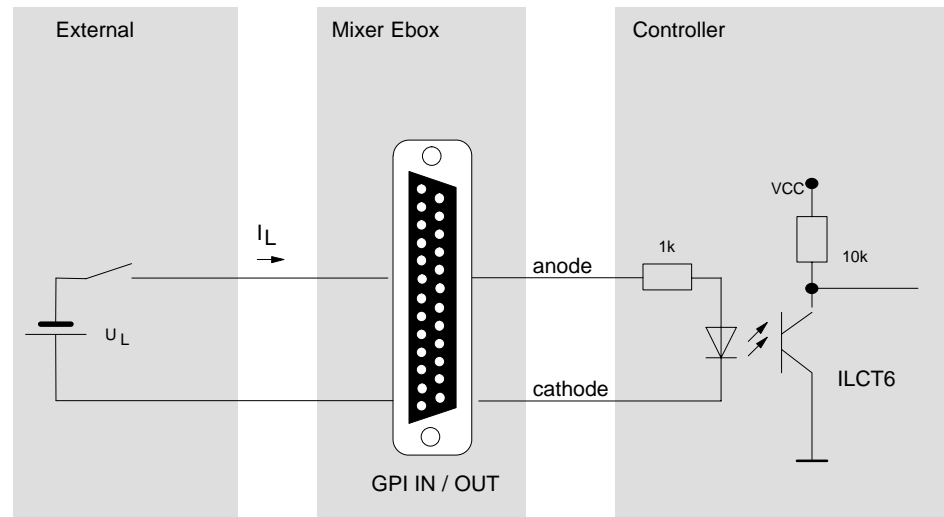 External
Mixer Ebox
Controller
VCC
I L
1k
10k
anode
U L
ILCT6
cathode
GPI IN / OUT